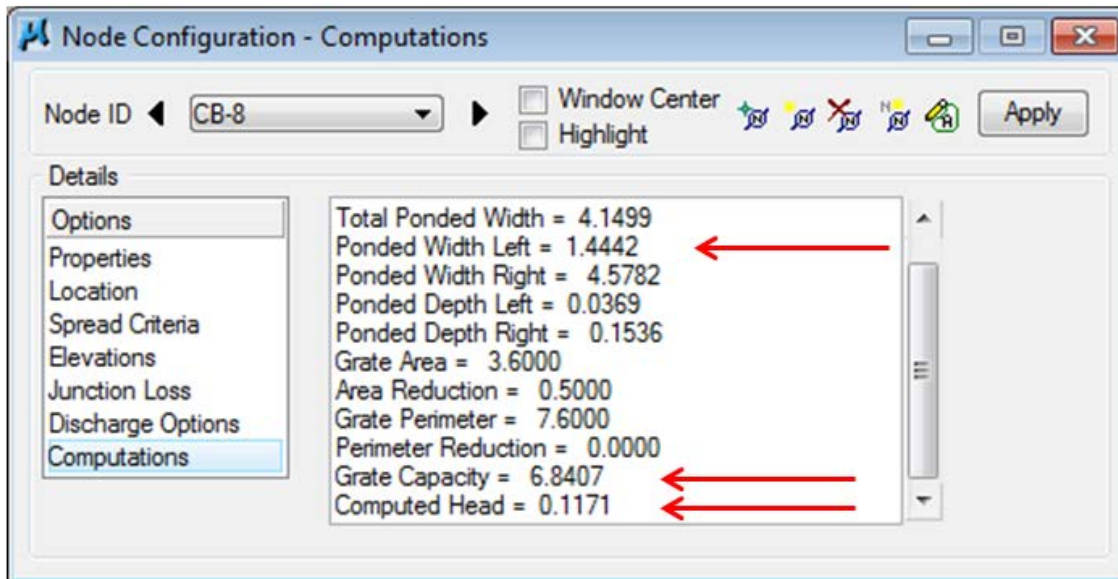 Node Configuration - Computations
Node ID CB-8 Window Center Apply
Highlight
Details
Options
Properties
Location
Spread Criteria
Elevations
Junction Loss
Discharge Options
Computations
Total Ponded Width = 4.1499
Ponded Width Left = 1.4442
Ponded Width Right = 4.5782
Ponded Depth Left = 0.0369
Ponded Depth Right = 0.1536
Grate Area = 3.6000
Area Reduction = 0.5000
Grate Perimeter = 7.6000
Perimeter Reduction = 0.0000
Grate Capacity = 6.8407
Computed Head = 0.1171